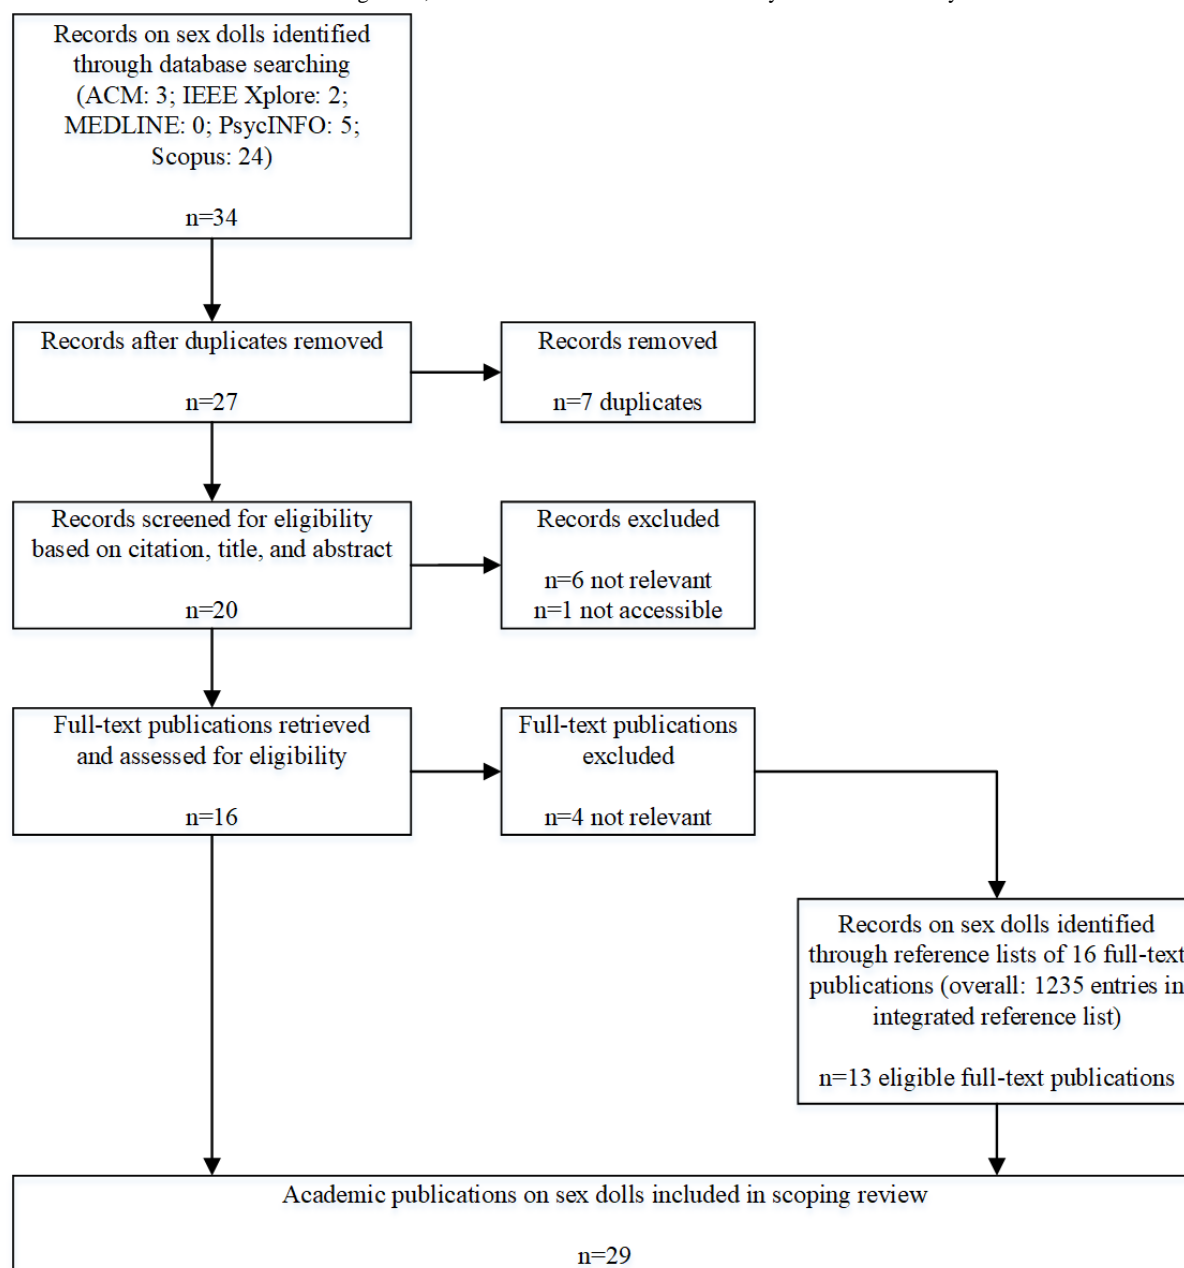 Records on sex dolls identified
through database searching
(ACM: 3; IEEE Xplore: 2;
MEDLINE: 0; PsycINFO: 5;
Scopus: 24)
n=34
Records after duplicates removed
n=27
Records removed
n=7 duplicates
Records screened for eligibility
based on citation, title, and abstract
n=20
Records excluded
n=6 not relevant
n=1 not accessible
Full-text publications retrieved
and assessed for eligibility
n=16
Full-text publications
excluded
n=4 not relevant
Records on sex dolls identified
through reference lists of 16 full-text
publications (overall: 1235 entries in
integrated reference list)
n=13 eligible full-text publications
Academic publications on sex dolls included in scoping review
n=29